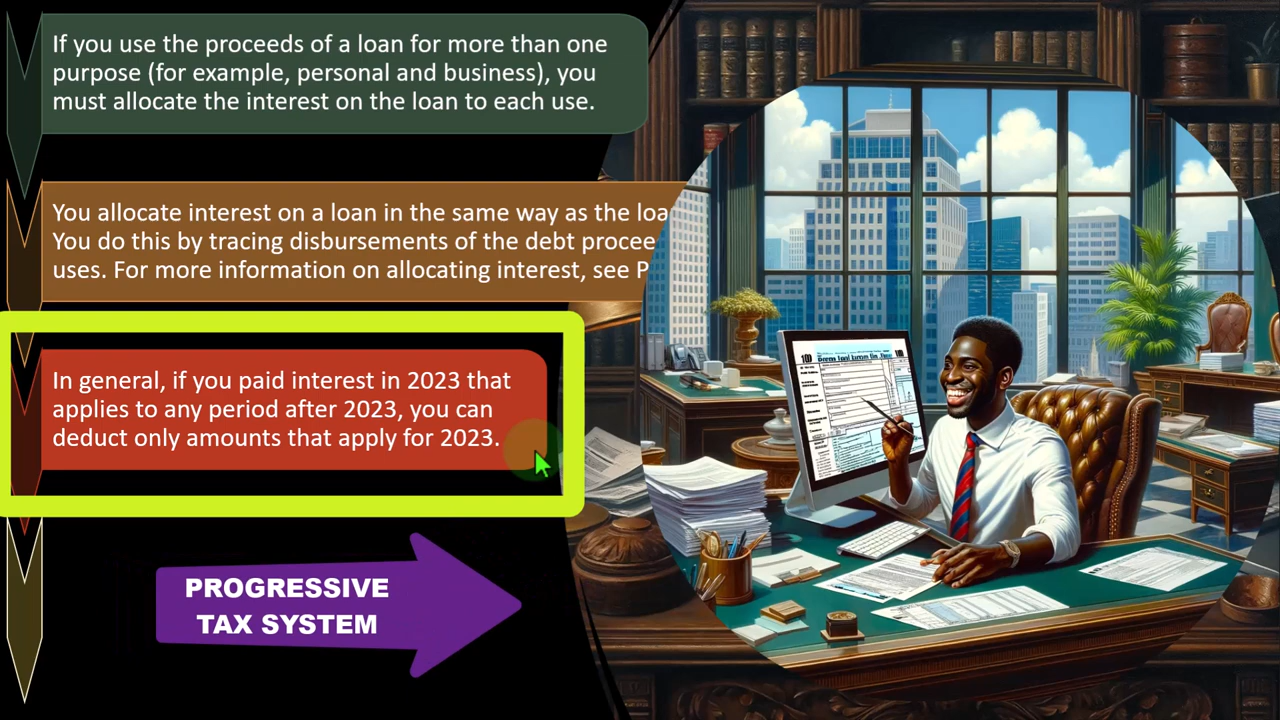 If you use the proceeds of a loan for more than one
purpose (for example, personal and business), you
must allocate the interest on the loan to each use.
You allocate interest on a loan in the same way as the loa
You do this by tracing disbursements of the debt procee
uses. For more information on allocating interest, see P
In general, if you paid interest in 2023 that
applies to any period after 2023, you can
deduct only amounts that apply for 2023.
PROGRESSIVE
TAX SYSTEM